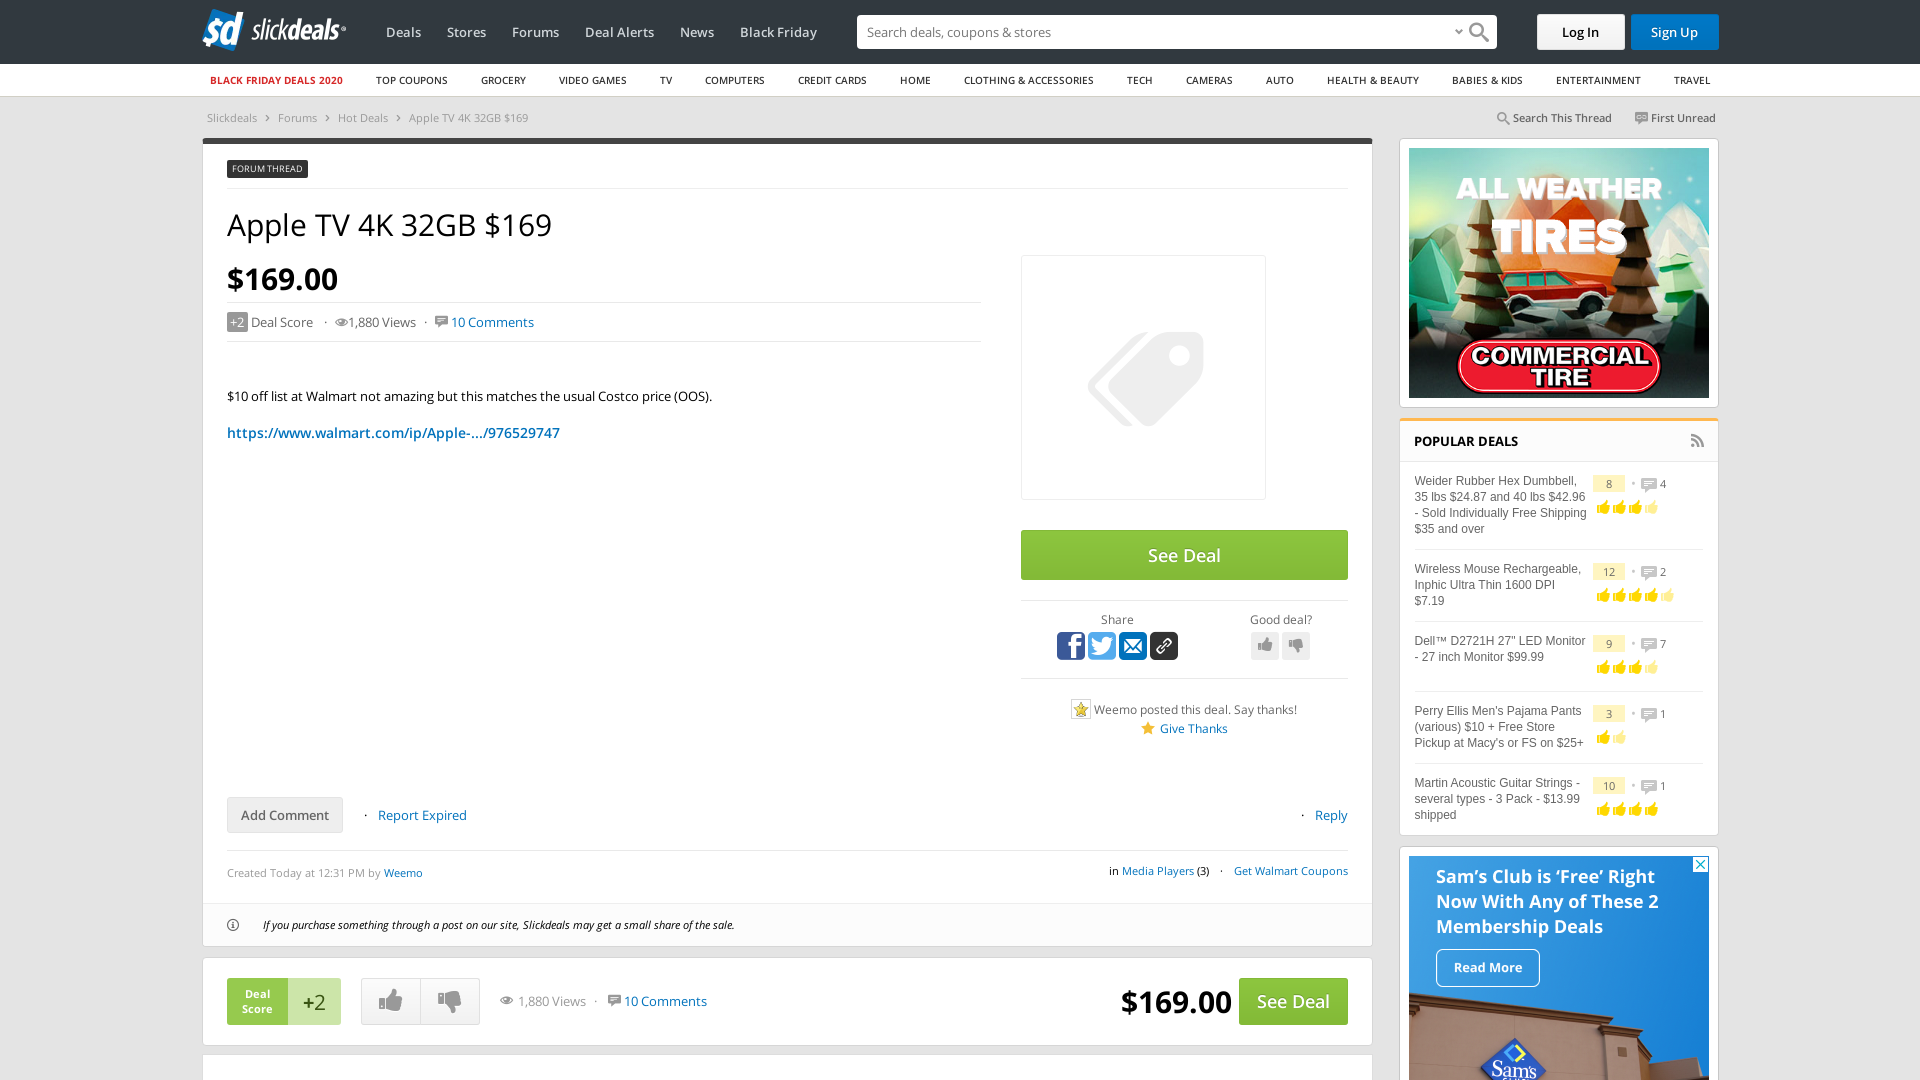 sd slickdeals
Deals Stores Forums Deal Alerts News Black Friday
Search deals, coupons & stores
Log In Sign Up
BLACK FRIDAY DEALS 2020 TOP COUPONS GROCERY VIDEO GAMES TV COMPUTERS CREDIT CARDS HOME CLOTHING & ACCESSORIES TECH CAMERAS AUTO HEALTH & BEAUTY BABIES & KIDS ENTERTAINMENT TRAVEL
Slickdeals › Forums › Hot Deals › Apple TV 4K 32GB $169
Search This Thread First Unread
FORUM THREAD
Apple TV 4K 32GB $169
$169.00
+2 Deal Score · 1,880 Views · 10 Comments
$10 off list at Walmart not amazing but this matches the usual Costco price (OOS).
https://www.walmart.com/ip/Apple-.../976529747
See Deal
Share
Good deal?
Weemo posted this deal. Say thanks!
Give Thanks
Add Comment · Report Expired
· Reply
Created Today at 12:31 PM by Weemo
in Media Players (3) · Get Walmart Coupons
If you purchase something through a post on our site, Slickdeals may get a small share of the sale.
Deal
Score
+2
1,880 Views · 10 Comments
$169.00 See Deal
ALL WEATHER
TIRES
COMMERCIAL
TIRE
POPULAR DEALS
Weider Rubber Hex Dumbbell,
35 lbs $24.87 and 40 lbs $42.96
- Sold Individually Free Shipping
$35 and over
8 • 4
Wireless Mouse Rechargeable,
Inphic Ultra Thin 1600 DPI
$7.19
12 • 2
Dell™ D2721H 27" LED Monitor
- 27 inch Monitor $99.99
9 • 7
Perry Ellis Men's Pajama Pants
(various) $10 + Free Store
Pickup at Macy's or FS on $25+
3 • 1
Martin Acoustic Guitar Strings -
several types - 3 Pack - $13.99
shipped
10 • 1
Sam's Club is ‘Free’ Right
Now With Any of These 2
Membership Deals
Read More
Sam's